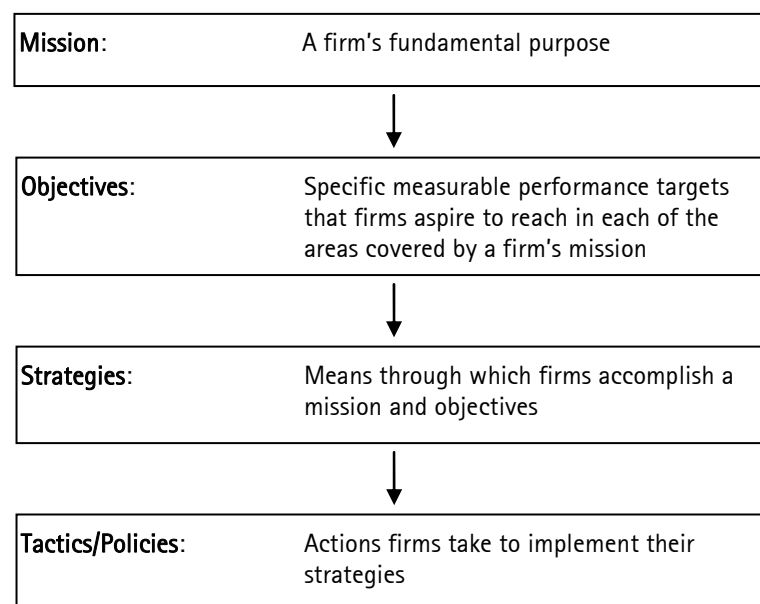 Mission: A firm's fundamental purpose
Objectives: Specific measurable performance targets
that firms aspire to reach in each of the
areas covered by a firm's mission
Strategies: Means through which firms accomplish a
mission and objectives
Tactics/Policies: Actions firms take to implement their
strategies